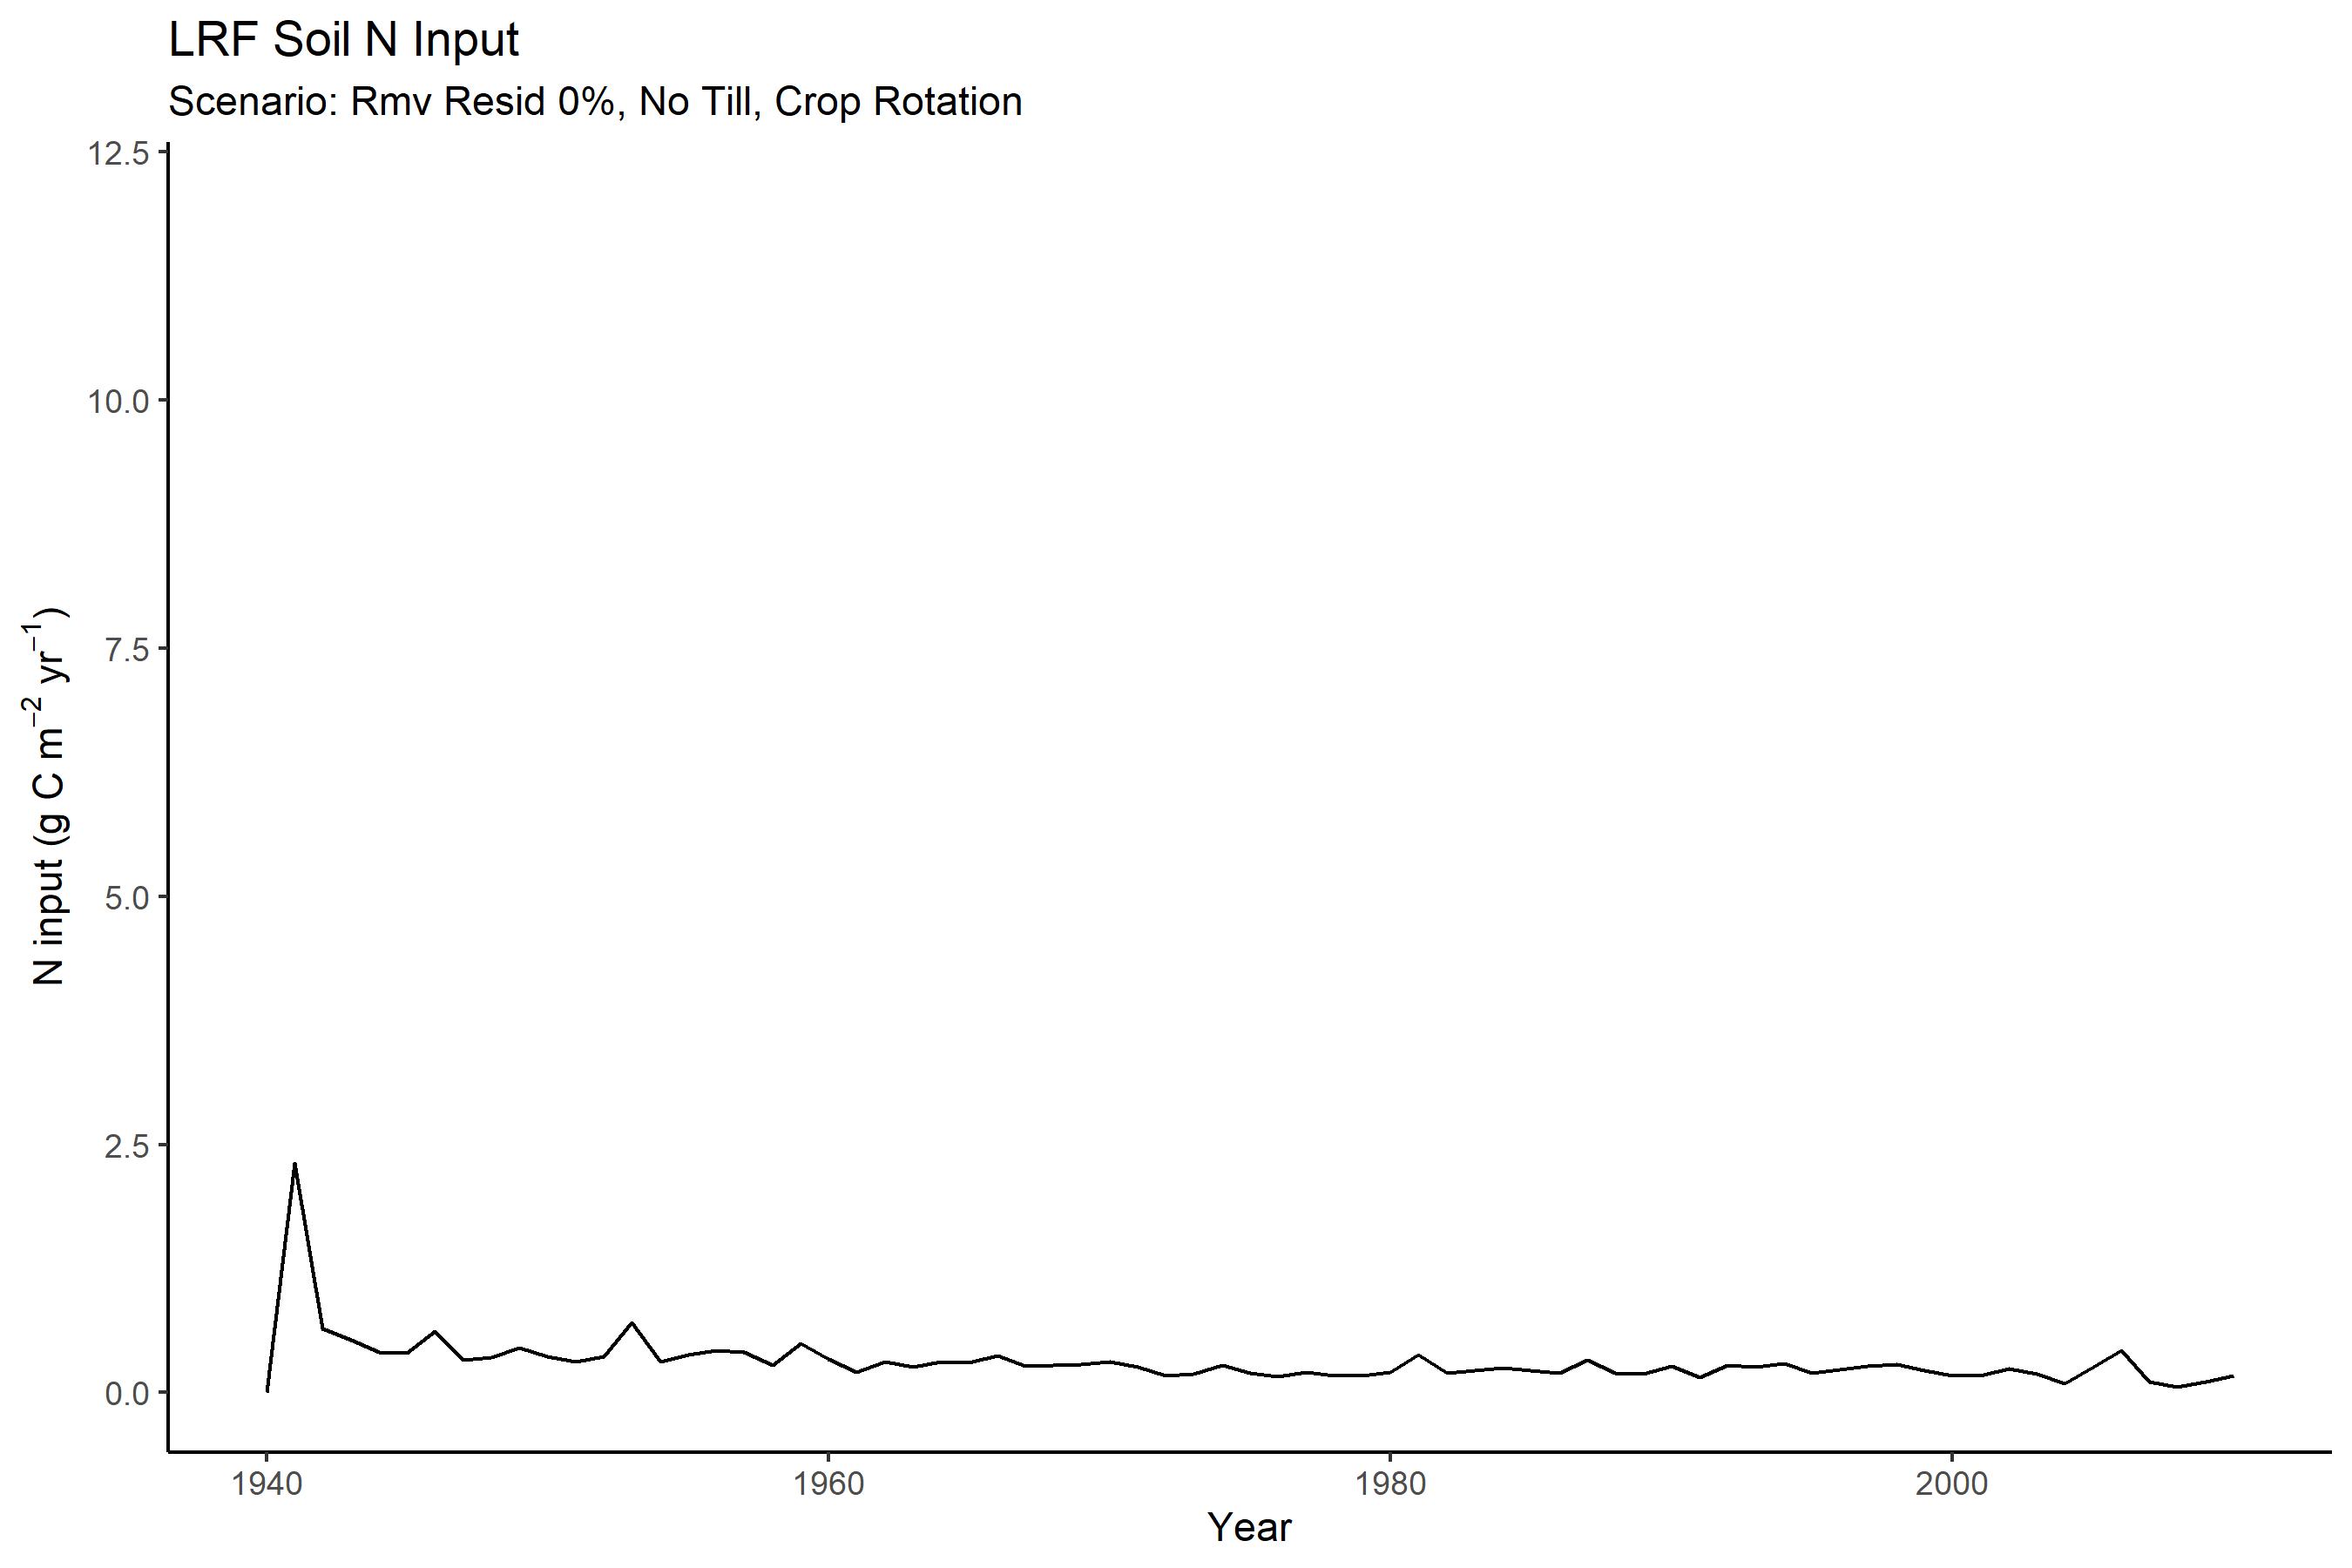 LRF Soil N Input
Scenario: Rmv Resid 0%, No Till, Crop Rotation
12.5
10.0
7.5
5.0
2.5
0.0
N input (g C m⁻² yr⁻¹)
1940 1960 1980 2000
Year